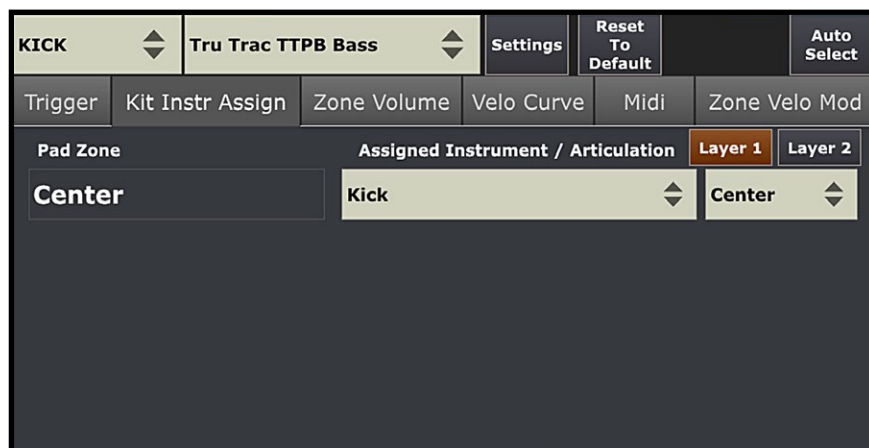 KICK Tru Trac TTPB Bass Settings Reset To Default Auto Select
Trigger Kit Instr Assign Zone Volume Velo Curve Midi Zone Velo Mod
Pad Zone Assigned Instrument / Articulation Layer 1 Layer 2
Center Kick Center